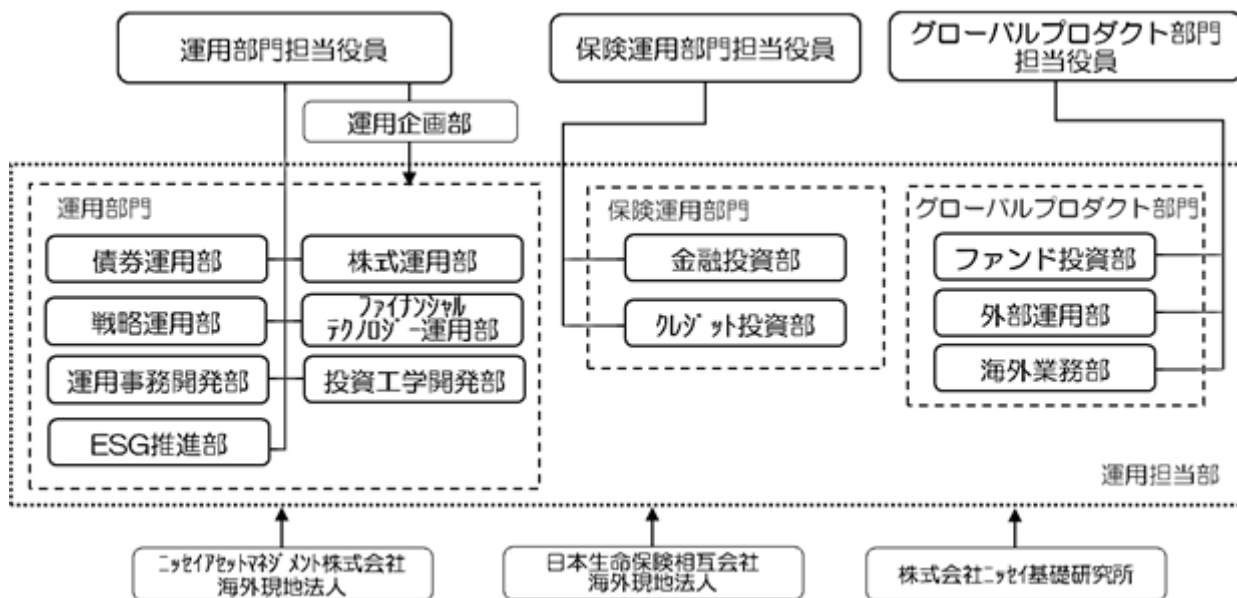 運用部門担当役員
保険運用部門担当役員
グローバルプロダクト部門
担当役員
運用企画部
運用部門
債券運用部
株式運用部
戦略運用部
ファイナンシャル
テクノロジー運用部
運用事務開発部
投資工学開発部
ESG推進部
保険運用部門
金融投資部
クレジット投資部
グローバルプロダクト部門
ファンド投資部
外部運用部
海外業務部
運用担当部
ニッセイアセットマネジメント株式会社
海外現地法人
日本生命保険相互会社
海外現地法人
株式会社ニッセイ基礎研究所